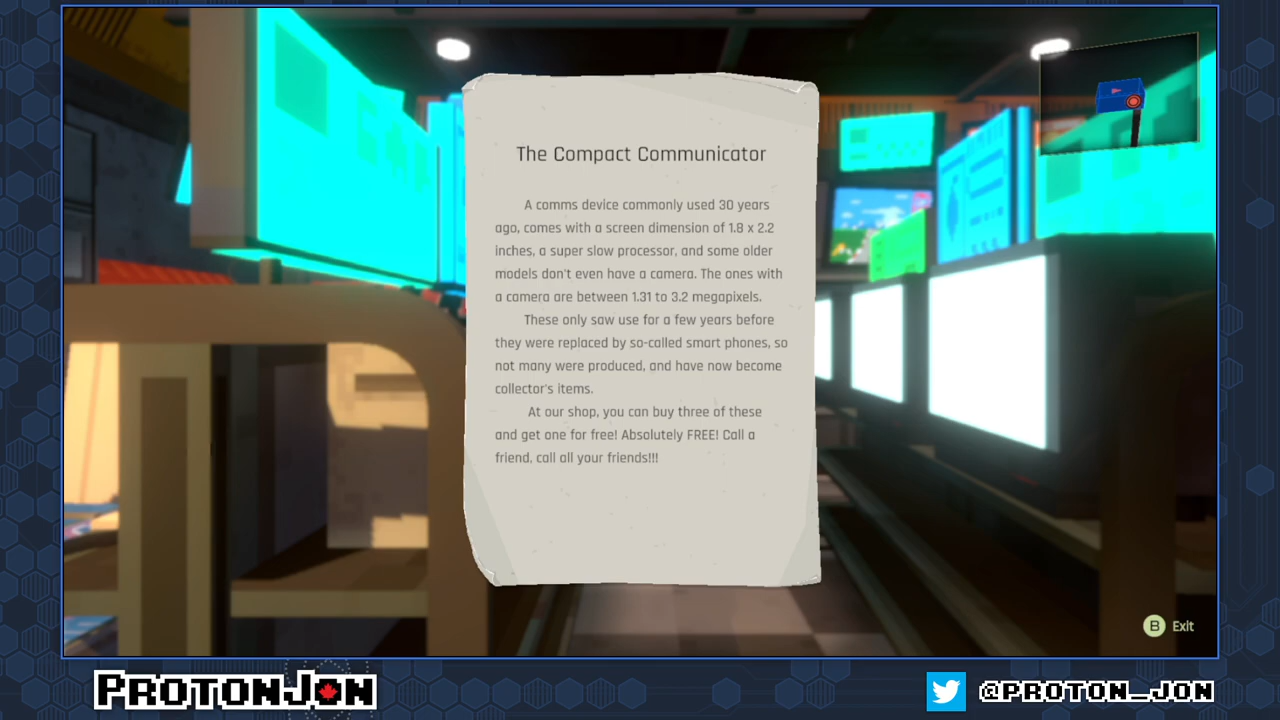 The Compact Communicator
A comms device commonly used 30 years
ago, comes with a screen dimension of 1.8 x 2.2
inches, a super slow processor, and some older
models don't even have a camera. The ones with
a camera are between 1.31 to 3.2 megapixels.
These only saw use for a few years before
they were replaced by so-called smart phones, so
not many were produced, and have now become
collector's items.
At our shop, you can buy three of these
and get one for free! Absolutely FREE! Call a
friend, call all your friends!!!
B Exit
PROTONJON
@PROTON_JON